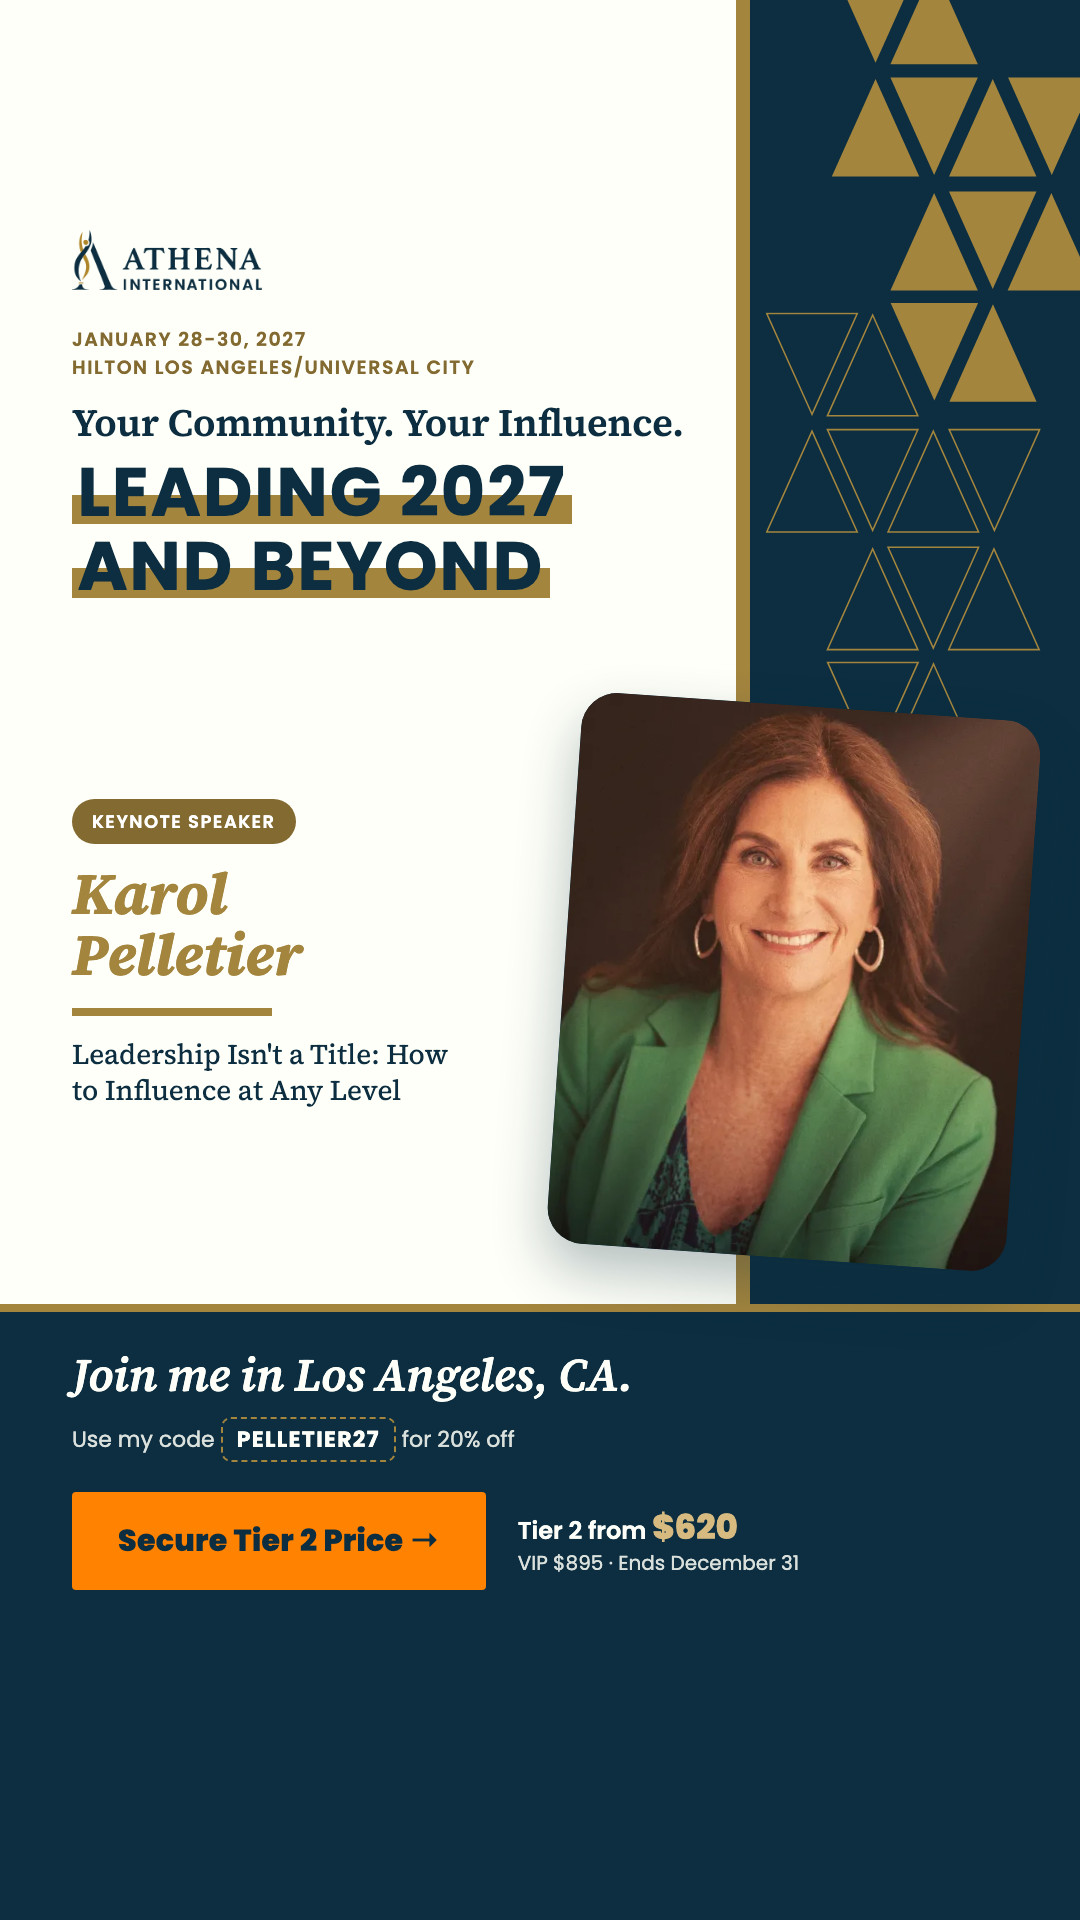 ATHENA
INTERNATIONAL
JANUARY 28-30, 2027
HILTON LOS ANGELES/UNIVERSAL CITY
Your Community. Your Influence.
LEADING 2027
AND BEYOND
KEYNOTE SPEAKER
Karol
Pelletier
Leadership Isn't a Title: How
to Influence at Any Level
Join me in Los Angeles, CA.
Use my code PELLETIER27 for 20% off
Secure Tier 2 Price →
Tier 2 from $620
VIP $895 · Ends December 31